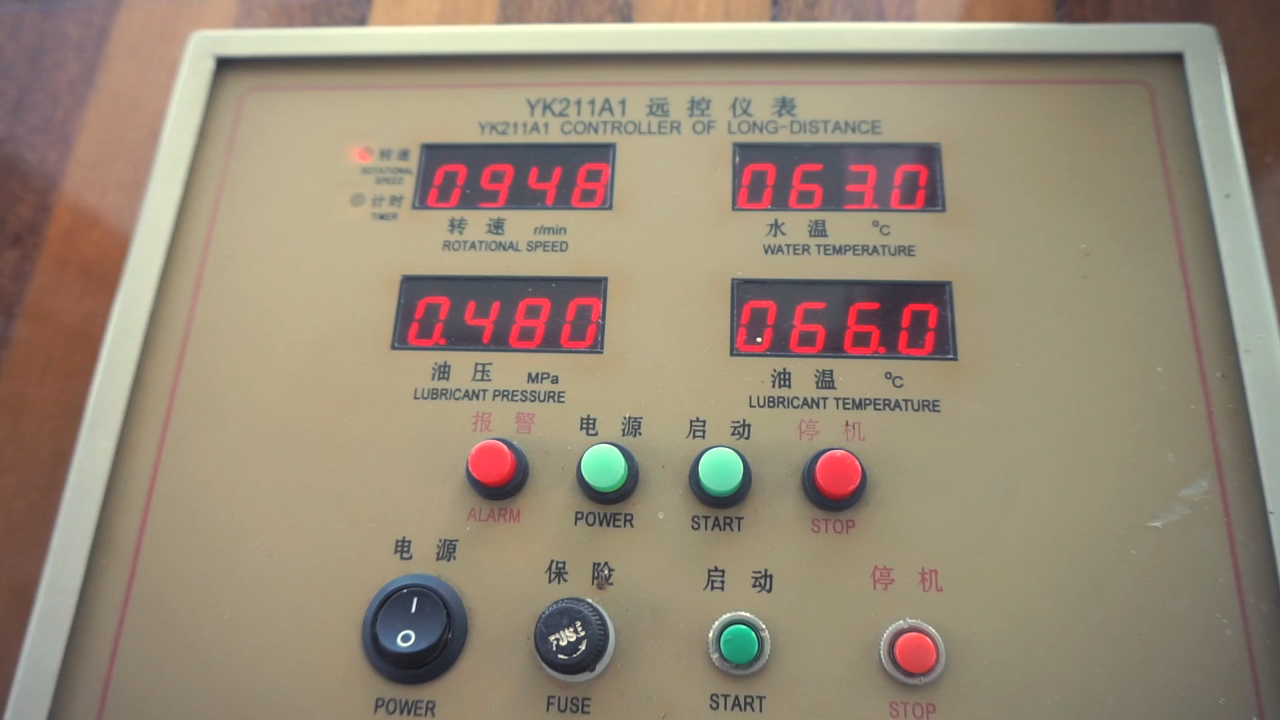 YK211A1 远控仪表
YK211A1 CONTROLLER OF LONG-DISTANCE
转速
ROTATIONAL
SPEED
计时
TIMER
0948
转速 r/min
ROTATIONAL SPEED
063.0
水温 °C
WATER TEMPERATURE
0.480
油压 MPa
LUBRICANT PRESSURE
066.0
油温 °C
LUBRICANT TEMPERATURE
报警 电源 启动 停机
ALARM POWER START STOP
电源 保险 启动 停机
I
O
FUSE
POWER FUSE START STOP